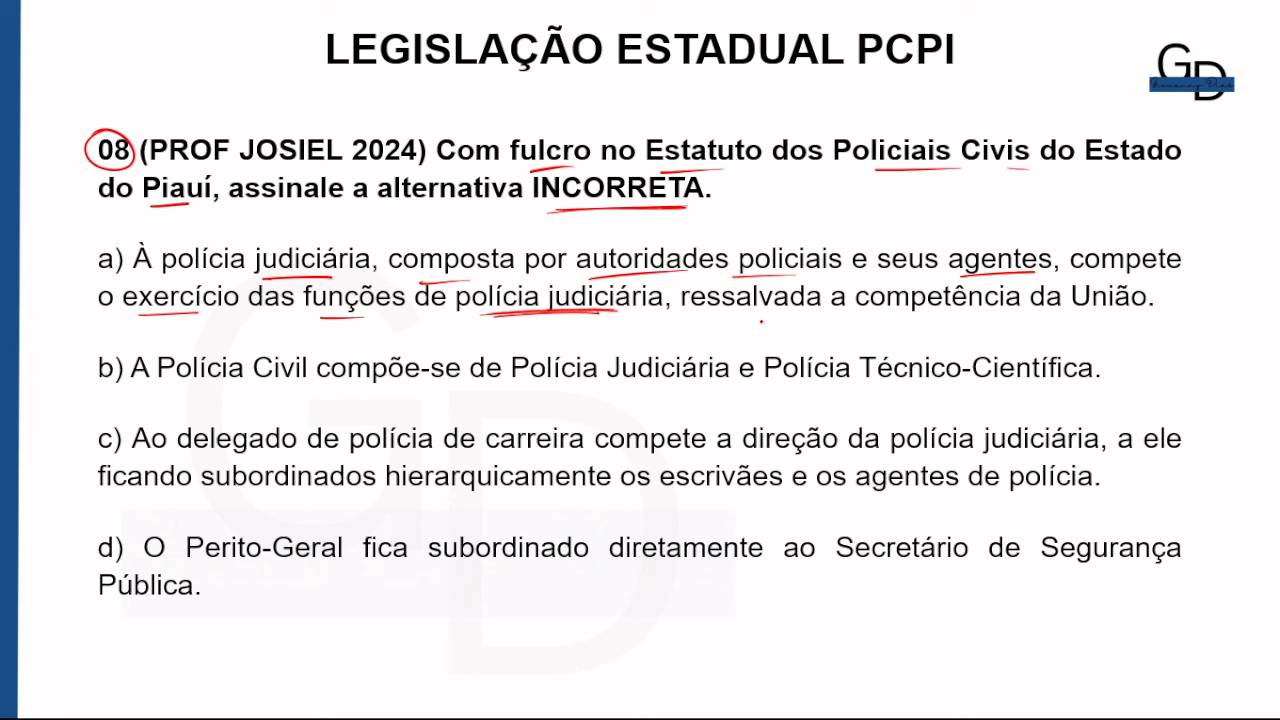 LEGISLAÇÃO ESTADUAL PCPI
GD
08 (PROF JOSIEL 2024) Com fulcro no Estatuto dos Policiais Civis do Estado
do Piauí, assinale a alternativa INCORRETA.
a) À polícia judiciária, composta por autoridades policiais e seus agentes, compete
o exercício das funções de polícia judiciária, ressalvada a competência da União.
b) A Polícia Civil compõe-se de Polícia Judiciária e Polícia Técnico-Científica.
c) Ao delegado de polícia de carreira compete a direção da polícia judiciária, a ele
ficando subordinados hierarquicamente os escrivães e os agentes de polícia.
d) O Perito-Geral fica subordinado diretamente ao Secretário de Segurança
Pública.